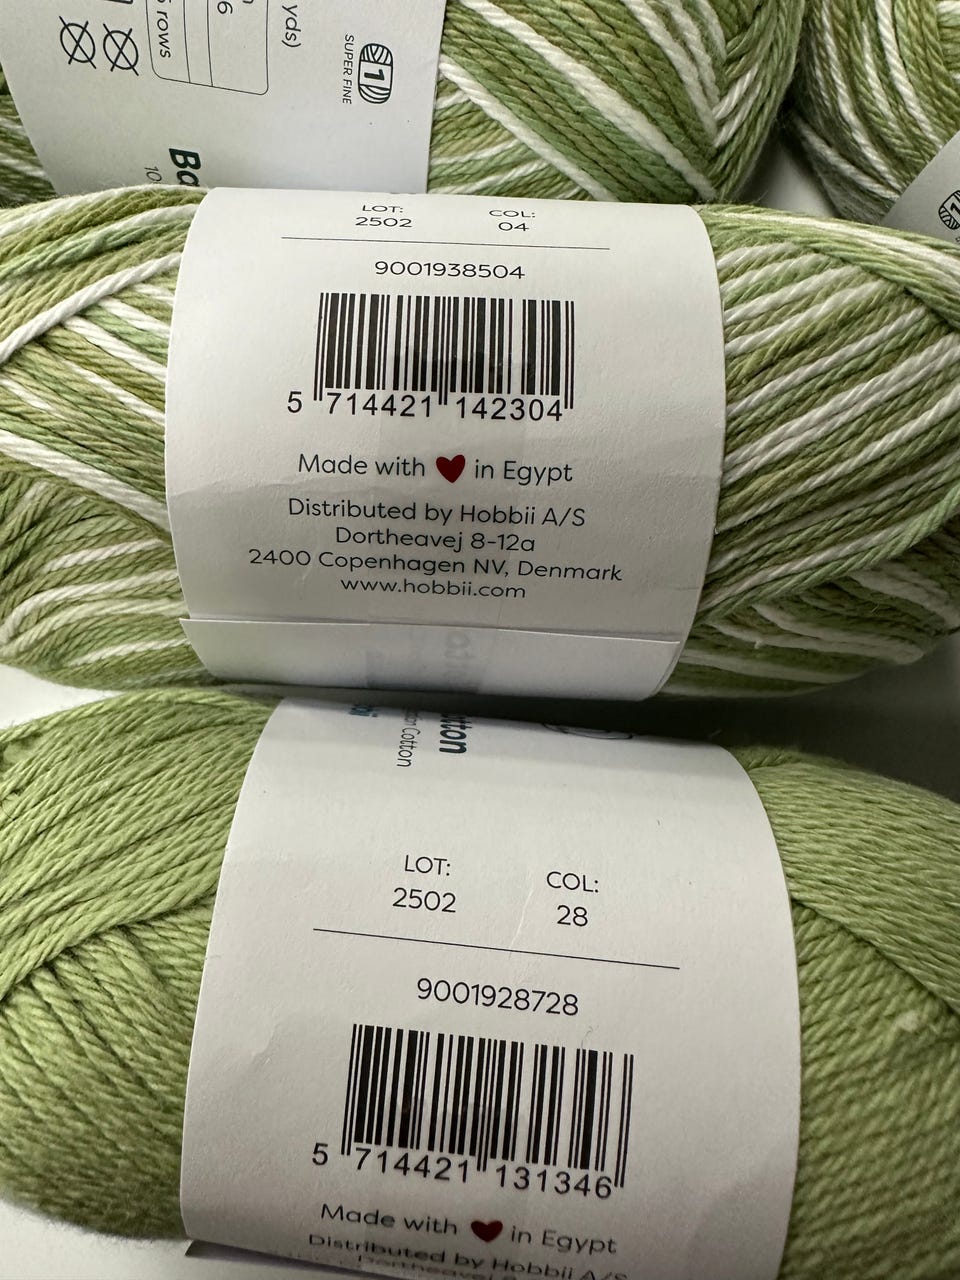 yds)
6
5 rows
1
SUPER FINE
1
LOT: COL:
2502 04
9001938504
5 714421 142304
Made with ❤ in Egypt
Distributed by Hobbii A/S
Dortheavej 8-12a
2400 Copenhagen NV, Denmark
www.hobbii.com
Cotton
LOT: COL:
2502 28
9001928728
5 714421 131346
Made with ❤ in Egypt
Distributed by Hobbii A/S